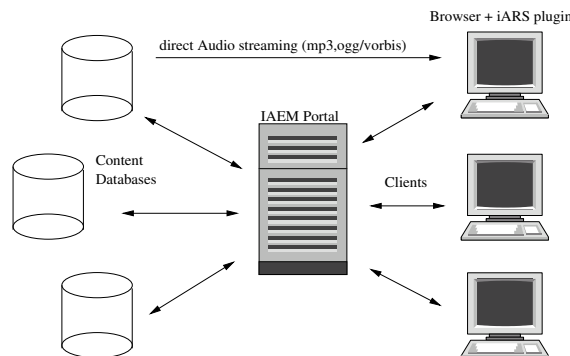 Browser + iARS plugin
direct Audio streaming (mp3,ogg/vorbis)
IAEM Portal
Content
Databases
Clients